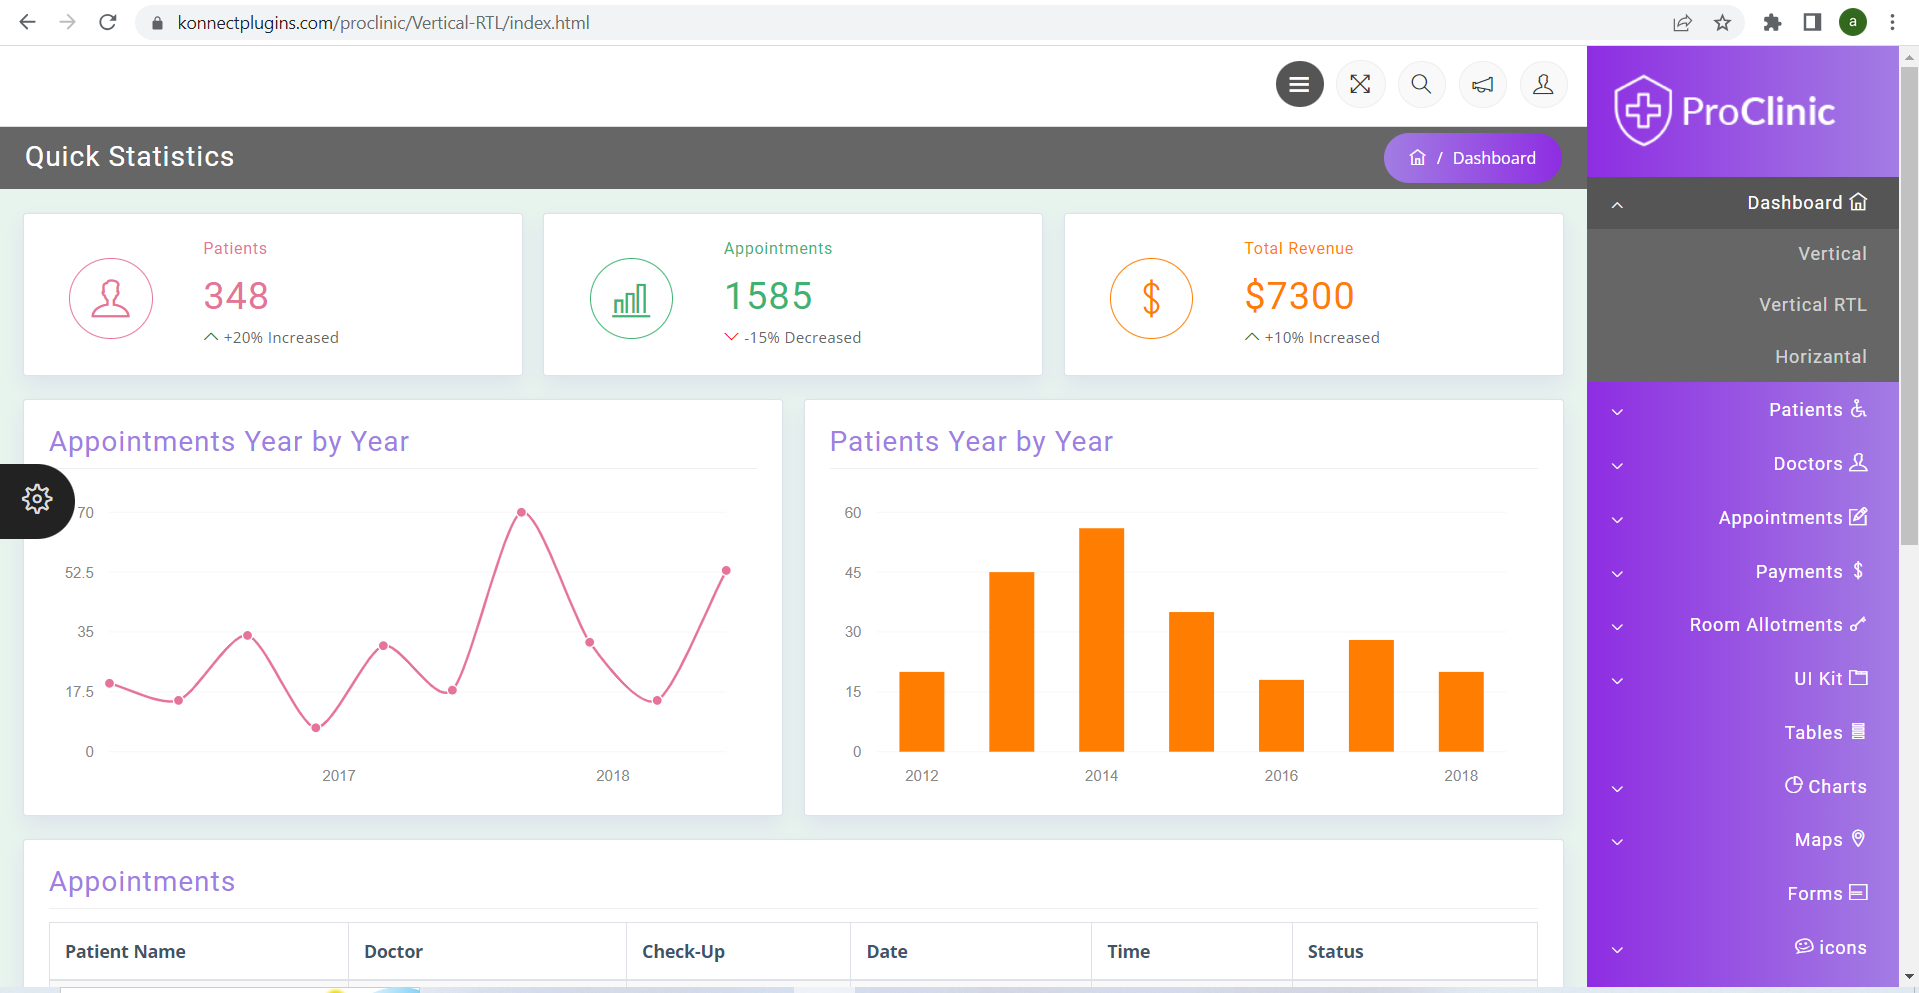 konnectplugins.com/proclinic/Vertical-RTL/index.html
a
ProClinic
Quick Statistics
/ Dashboard
Patients
348
+20% Increased
Appointments
1585
-15% Decreased
Total Revenue
$7300
+10% Increased
Appointments Year by Year
70
52.5
35
17.5
0
2017 2018
Patients Year by Year
60
45
30
15
0
2012 2014 2016 2018
Appointments
Patient Name Doctor Check-Up Date Time Status
Dashboard
Vertical
Vertical RTL
Horizantal
Patients
Doctors
Appointments
Payments
Room Allotments
UI Kit
Tables
Charts
Maps
Forms
icons